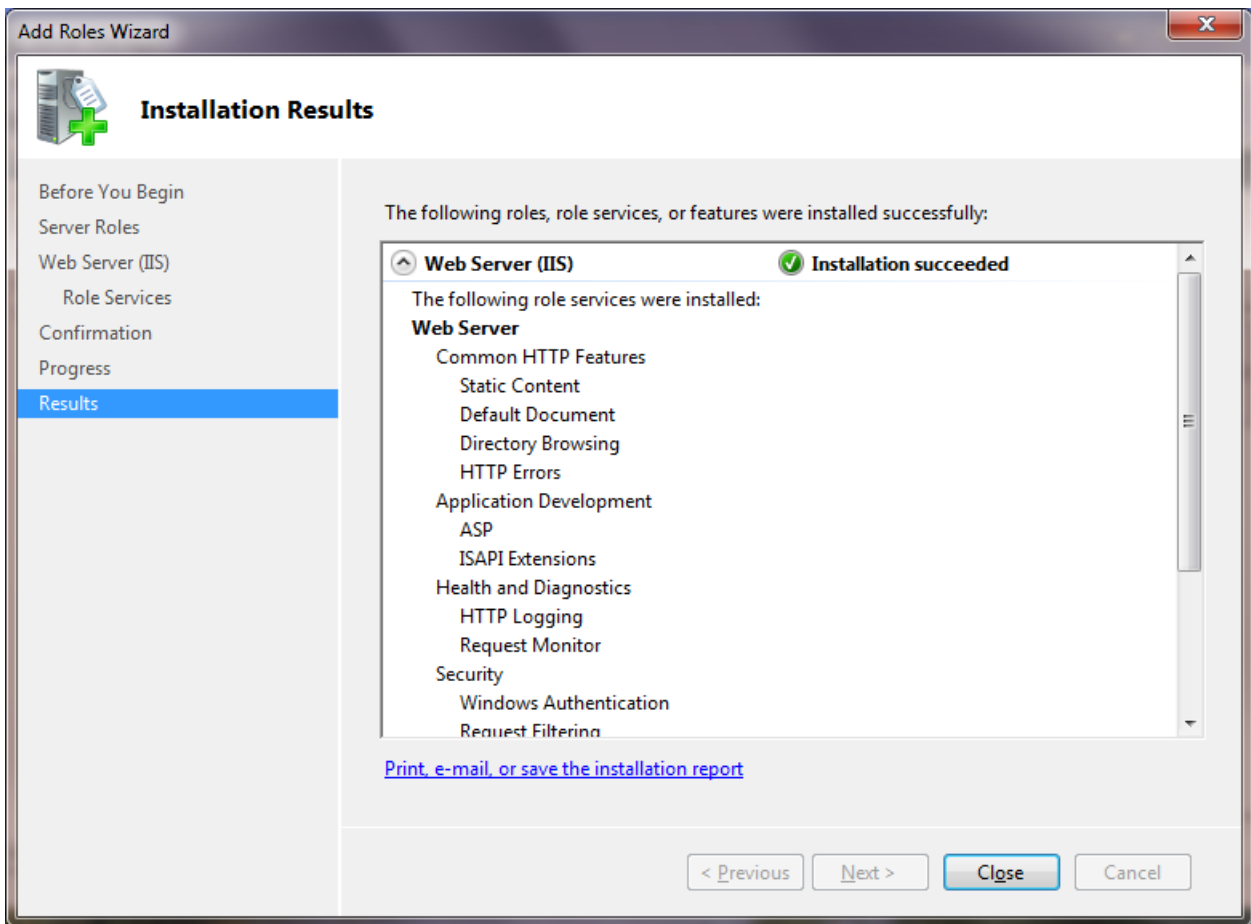 Add Roles Wizard
Installation Results
Before You Begin
Server Roles
Web Server (IIS)
Role Services
Confirmation
Progress
Results
The following roles, role services, or features were installed successfully:
Web Server (IIS) Installation succeeded
The following role services were installed:
Web Server
Common HTTP Features
Static Content
Default Document
Directory Browsing
HTTP Errors
Application Development
ASP
ISAPI Extensions
Health and Diagnostics
HTTP Logging
Request Monitor
Security
Windows Authentication
Request Filtering
Print, e-mail, or save the installation report
< Previous Next > Close Cancel